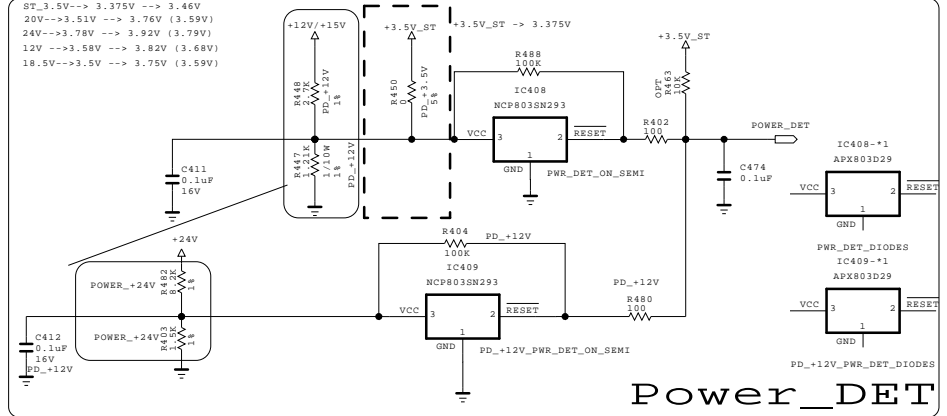 ST_3.5V--> 3.375V --> 3.46V
20V-->3.51V --> 3.76V (3.59V)
24V-->3.78V --> 3.92V (3.79V)
12V -->3.58V --> 3.82V (3.68V)
18.5V-->3.5V --> 3.75V (3.59V)
+12V/+15V
+3.5V_ST
+3.5V_ST -> 3.375V
+3.5V_ST
R448
2.7K
PD_+12V
1%
R450
0
PD_+3.5V
5%
R488
100K
IC408
NCP803SN293
OPT
R463
10K
VCC
3
2
RESET
1
GND
R402
100
POWER_DET
R447
1.21K
1/10W
1%
PD_+12V
C411
0.1uF
16V
PWR_DET_ON_SEMI
C474
0.1uF
IC408-*1
APX803D29
VCC
3
2
RESET
1
GND
PWR_DET_DIODES
+24V
POWER_+24V
R482
8.2K
1%
POWER_+24V
R403
1.5K
1%
C412
0.1uF
16V
PD_+12V
R404
100K
PD_+12V
IC409
NCP803SN293
VCC
3
2
RESET
1
GND
PD_+12V
R480
100
PD_+12V_PWR_DET_ON_SEMI
IC409-*1
APX803D29
VCC
3
2
RESET
1
GND
PD_+12V_PWR_DET_DIODES
Power_DET